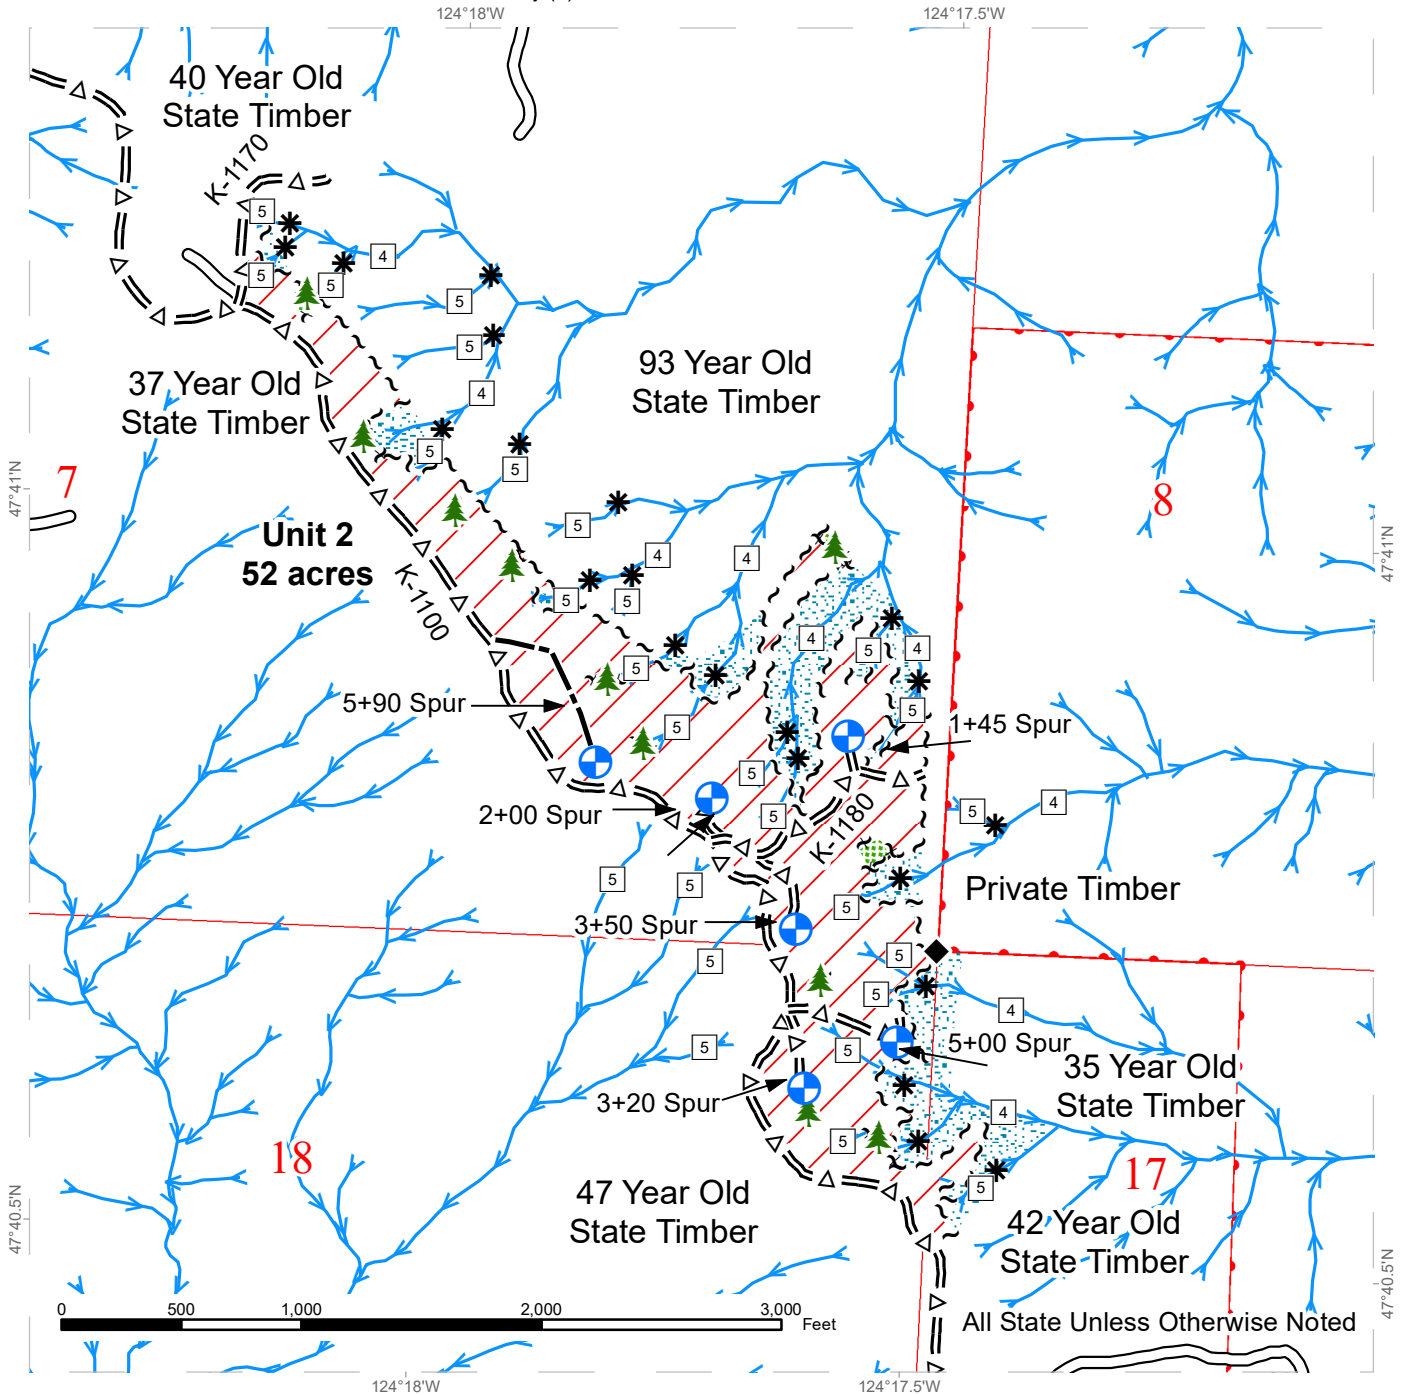 124°18'W
124°17.5'W
40 Year Old
State Timber
K-1170
5
4
5
5
5
5
93 Year Old
State Timber
37 Year Old
State Timber
4
5
5
47°41'N
7
8
Unit 2
52 acres
5
4
4
47°41'N
5
5
K-1100
4
5
4
5
5+90 Spur
5
5
1+45 Spur
5
2+00 Spur
5
K-1180
5
4
5
5
Private Timber
5
3+50 Spur
5
5
5
4
5
5
5+00 Spur
35 Year Old
State Timber
3+20 Spur
4
5
18
17
5
47 Year Old
State Timber
42 Year Old
State Timber
47°40.5'N
47°40.5'N
0
500
1,000
2,000
3,000
Feet
All State Unless Otherwise Noted
124°18'W
124°17.5'W